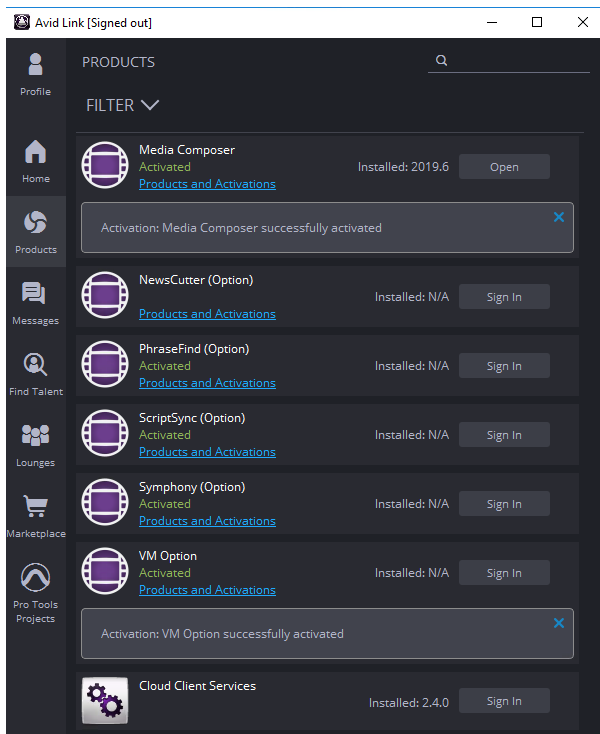 Avid Link [Signed out]
Profile
Home
Products
Messages
Find Talent
Lounges
Marketplace
Pro Tools
Projects
PRODUCTS
FILTER
Media Composer
Activated
Products and Activations
Installed: 2019.6
Open
Activation: Media Composer successfully activated
NewsCutter (Option)
Products and Activations
Installed: N/A
Sign In
PhraseFind (Option)
Activated
Products and Activations
Installed: N/A
Sign In
ScriptSync (Option)
Activated
Products and Activations
Installed: N/A
Sign In
Symphony (Option)
Activated
Products and Activations
Installed: N/A
Sign In
VM Option
Activated
Products and Activations
Installed: N/A
Sign In
Activation: VM Option successfully activated
Cloud Client Services
Installed: 2.4.0
Sign In